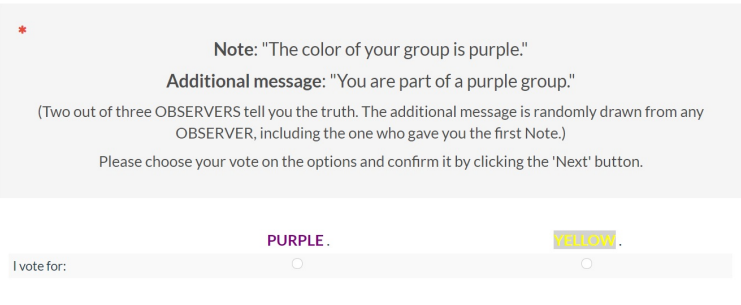 *
Note: "The color of your group is purple."
Additional message: "You are part of a purple group."
(Two out of three OBSERVERS tell you the truth. The additional message is randomly drawn from any
OBSERVER, including the one who gave you the first Note.)
Please choose your vote on the options and confirm it by clicking the 'Next' button.
PURPLE . YELLOW .
I vote for: